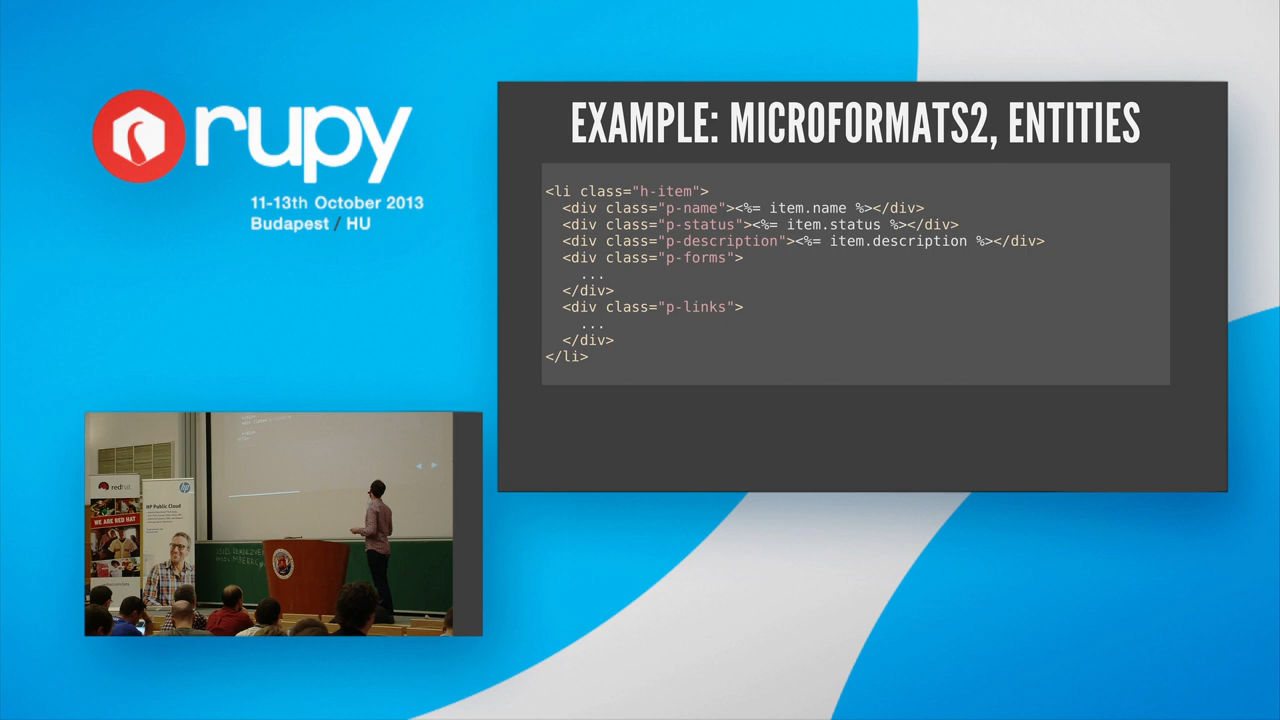 rupy
11-13th October 2013
Budapest / HU
EXAMPLE: MICROFORMATS2, ENTITIES
<li class="h-item">
  <div class="p-name"><%= item.name %></div>
  <div class="p-status"><%= item.status %></div>
  <div class="p-description"><%= item.description %></div>
  <div class="p-forms">
    ...
  </div>
  <div class="p-links">
    ...
  </div>
</li>
redhat
WE ARE RED HAT
HP Public Cloud